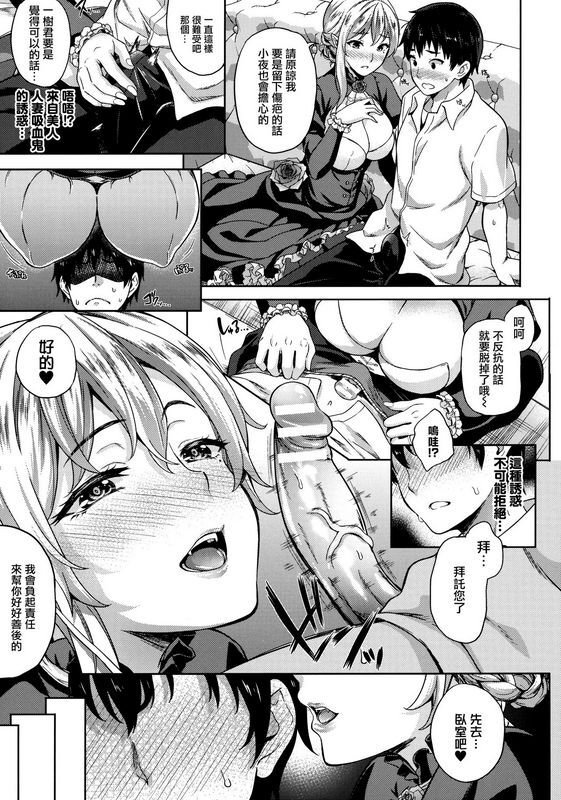 請原諒我
要是留下傷疤的話
小夜也會擔心的
一直這樣
很難受吧
那個…
一樹君要是
覺得可以的話…
唔唔!?
來自美人
人妻吸血鬼
的誘惑…
呵呵
不反抗的話
就要脱掉了哦～
嗚哇!?
這種誘惑
不可能拒絕…
拜…
拜託您了
好的♥
我會負起責任
來幫你好好善後的
先去…
臥室吧♥